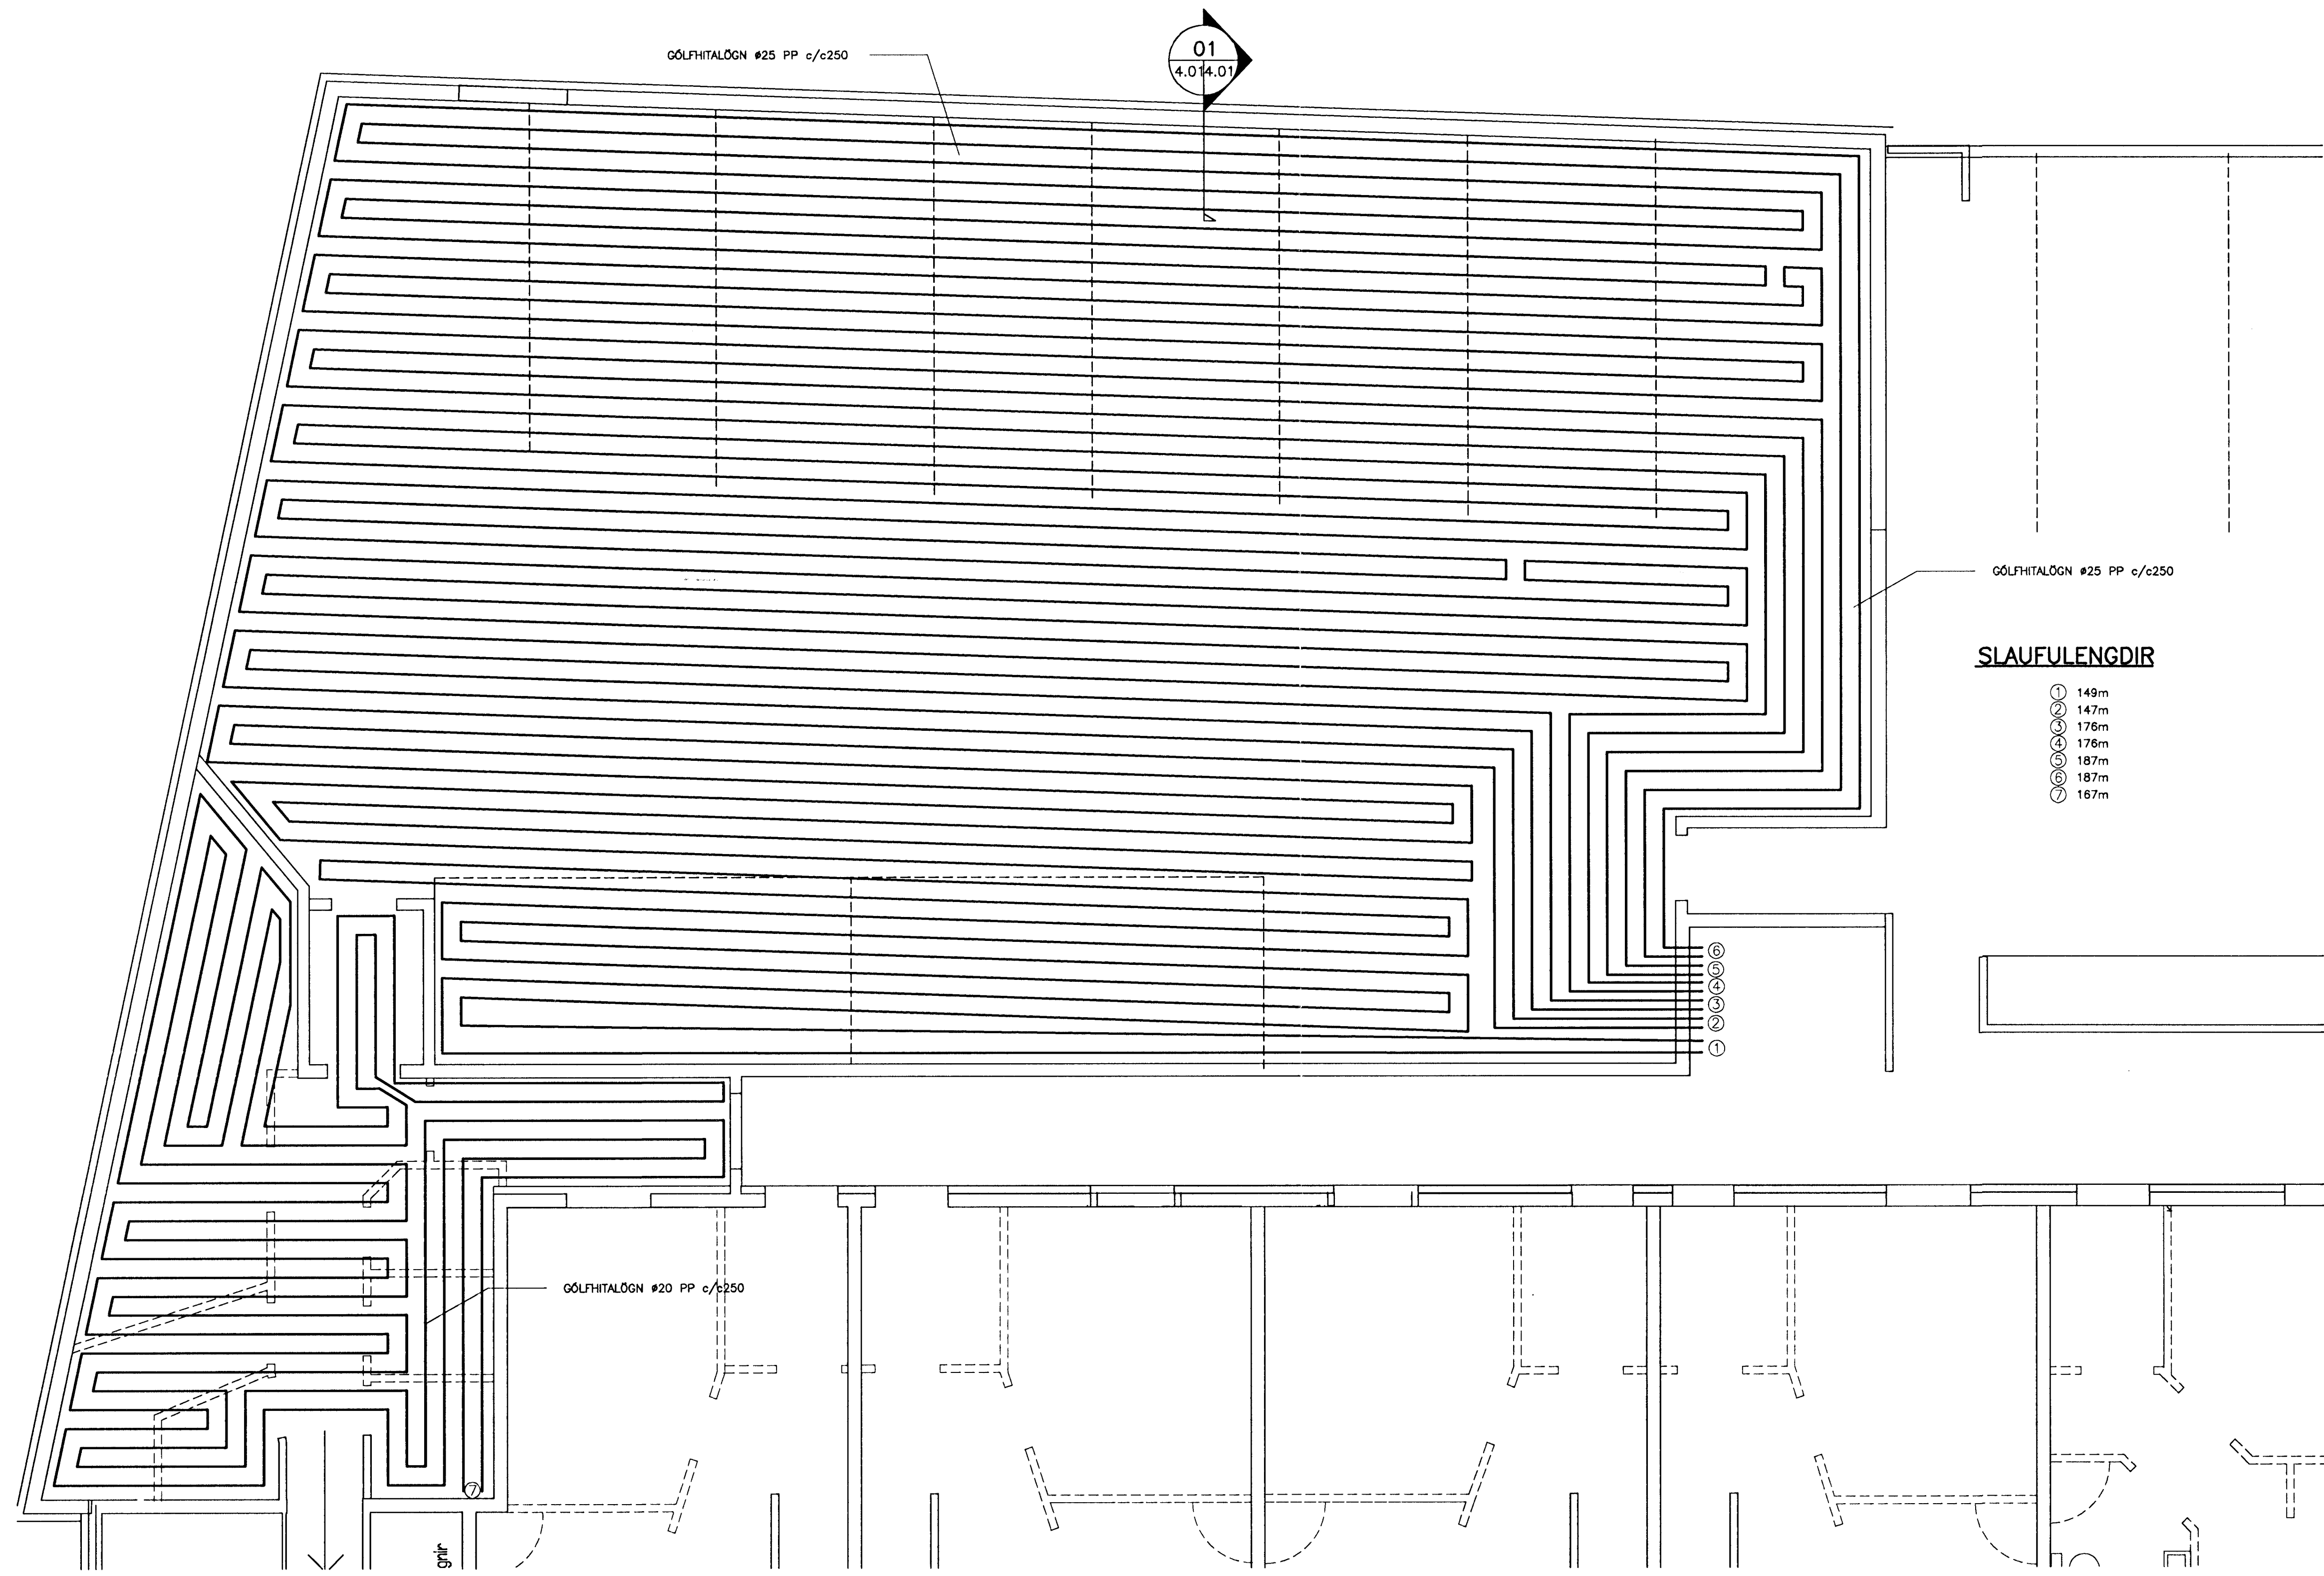 GÓLFHITALÖGN ø25 PP c/c250
01
4.01 4.01
GÓLFHITALÖGN ø25 PP c/c250
SLAUFULENGDIR
① 149m
② 147m
③ 176m
④ 176m
⑤ 187m
⑥ 187m
⑦ 167m
⑥
⑤
④
③
②
①
GÓLFHITALÖGN ø20 PP c/c250
⑦
gnir